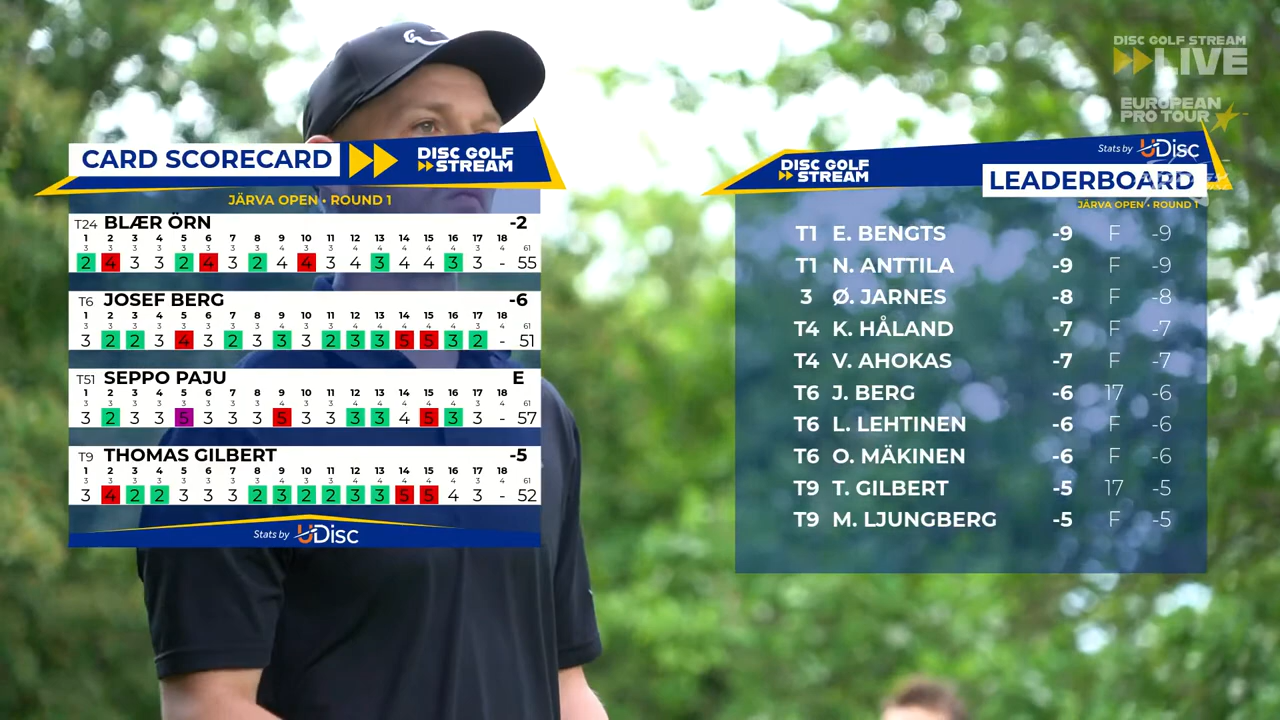 DISC GOLF STREAM
LIVE
EUROPEAN
PRO TOUR
CARD SCORECARD
DISC GOLF
STREAM
JÄRVA OPEN • ROUND 1
T24 BLÆR ÖRN -2
1 2 3 4 5 6 7 8 9 10 11 12 13 14 15 16 17 18
2 4 3 3 2 4 3 2 4 4 3 4 3 4 4 3 3 - 55
T6 JOSEF BERG -6
1 2 3 4 5 6 7 8 9 10 11 12 13 14 15 16 17 18
3 2 2 3 4 3 2 3 3 3 2 3 3 5 5 3 2 - 51
T51 SEPPO PAJU E
1 2 3 4 5 6 7 8 9 10 11 12 13 14 15 16 17 18
3 2 3 3 5 3 3 3 5 3 3 3 3 4 5 3 3 - 57
T9 THOMAS GILBERT -5
1 2 3 4 5 6 7 8 9 10 11 12 13 14 15 16 17 18
3 4 2 2 3 3 3 2 3 2 2 3 3 5 5 4 3 - 52
Stats by UDisc
Stats by UDisc
DISC GOLF
STREAM
LEADERBOARD
JÄRVA OPEN • ROUND 1
T1 E. BENGTS -9 F -9
T1 N. ANTTILA -9 F -9
3 Ø. JARNES -8 F -8
T4 K. HÅLAND -7 F -7
T4 V. AHOKAS -7 F -7
T6 J. BERG -6 17 -6
T6 L. LEHTINEN -6 F -6
T6 O. MÄKINEN -6 F -6
T9 T. GILBERT -5 17 -5
T9 M. LJUNGBERG -5 F -5